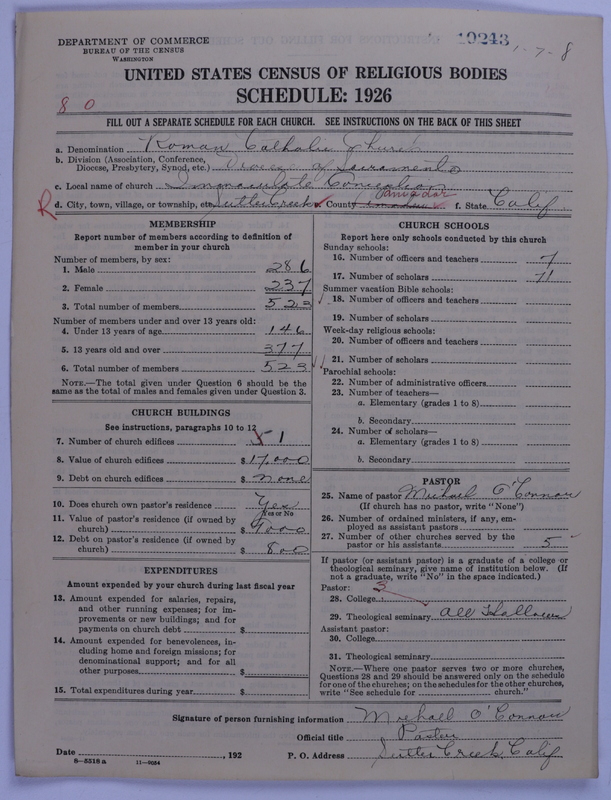 DEPARTMENT OF COMMERCE
BUREAU OF THE CENSUS
WASHINGTON
19243
1-7-8
UNITED STATES CENSUS OF RELIGIOUS BODIES
SCHEDULE: 1926
8 0
FILL OUT A SEPARATE SCHEDULE FOR EACH CHURCH. SEE INSTRUCTIONS ON THE BACK OF THIS SHEET
a. Denomination Roman Catholic Church
b. Division (Association, Conference, Diocese, Presbytery, Synod, etc.) Diocese of Sacramento
c. Local name of church Immaculate Conception
R d. City, town, village, or township, etc. Sutter Creek County Amador f. State Calif
MEMBERSHIP
Report number of members according to definition of member in your church
Number of members, by sex:
1. Male 286
2. Female 237
3. Total number of members 523
Number of members under and over 13 years old:
4. Under 13 years of age 146
5. 13 years old and over 377
6. Total number of members 523
NOTE.—The total given under Question 6 should be the same as the total of males and females given under Question 3.
CHURCH BUILDINGS
See instructions, paragraphs 10 to 12
7. Number of church edifices 1
8. Value of church edifices $17,000
9. Debt on church edifices $ none
10. Does church own pastor's residence Yes
Yes or No
11. Value of pastor's residence (if owned by church) $9000
12. Debt on pastor's residence (if owned by church) $800
EXPENDITURES
Amount expended by your church during last fiscal year
13. Amount expended for salaries, repairs, and other running expenses; for improvements or new buildings; and for payments on church debt $
14. Amount expended for benevolences, including home and foreign missions; for denominational support; and for all other purposes $
15. Total expenditures during year $
CHURCH SCHOOLS
Report here only schools conducted by this church
Sunday schools:
16. Number of officers and teachers 7
17. Number of scholars 71
Summer vacation Bible schools:
18. Number of officers and teachers
19. Number of scholars
Week-day religious schools:
20. Number of officers and teachers
21. Number of scholars
Parochial schools:
22. Number of administrative officers
23. Number of teachers—
a. Elementary (grades 1 to 8)
b. Secondary
24. Number of scholars—
a. Elementary (grades 1 to 8)
b. Secondary
PASTOR
25. Name of pastor Michael O'Connor
(If church has no pastor, write "None")
26. Number of ordained ministers, if any, employed as assistant pastors
27. Number of other churches served by the pastor or his assistants 5
If pastor (or assistant pastor) is a graduate of a college or theological seminary, give name of institution below. (If not a graduate, write "No" in the space indicated.)
Pastor: 3
28. College
29. Theological seminary All Hallows
Assistant pastor:
30. College
31. Theological seminary
NOTE.—Where one pastor serves two or more churches, Questions 28 and 29 should be answered only on the schedule for one of the churches; on the schedules for the other churches, write "See schedule for church."
Signature of person furnishing information Michael O'Connor
Official title Pastor
Date , 192 P. O. Address Sutter Creek, Calif
8—5518 a 11—8054